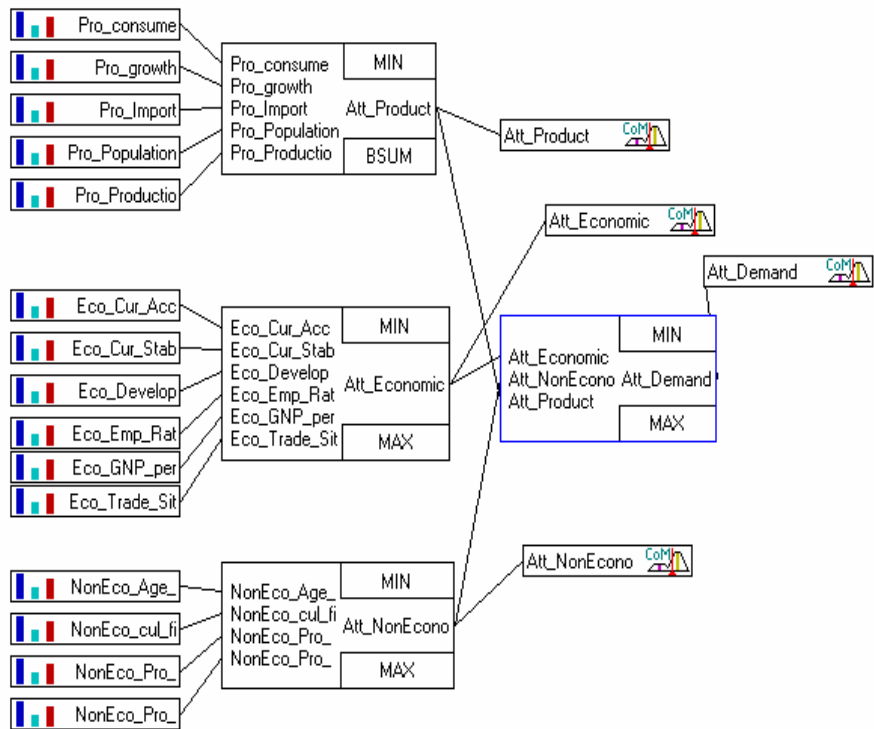 Pro_consume
Pro_growth
Pro_Import
Pro_Population
Pro_Productio
Pro_consume
Pro_growth
Pro_Import
Pro_Population
Pro_Productio
MIN
Att_Product
BSUM
Att_Product
CoM
Att_Economic
CoM
Att_Demand
CoM
Eco_Cur_Acc
Eco_Cur_Stab
Eco_Develop
Eco_Emp_Rat
Eco_GNP_per
Eco_Trade_Sit
Eco_Cur_Acc
Eco_Cur_Stab
Eco_Develop
Eco_Emp_Rat
Eco_GNP_per
Eco_Trade_Sit
MIN
Att_Economic
MAX
Att_Economic
Att_NonEcono
Att_Product
MIN
Att_Demand
MAX
NonEco_Age_
NonEco_cul_fi
NonEco_Pro_
NonEco_Pro_
NonEco_Age_
NonEco_cul_fi
NonEco_Pro_
NonEco_Pro_
MIN
Att_NonEcono
MAX
Att_NonEcono
CoM